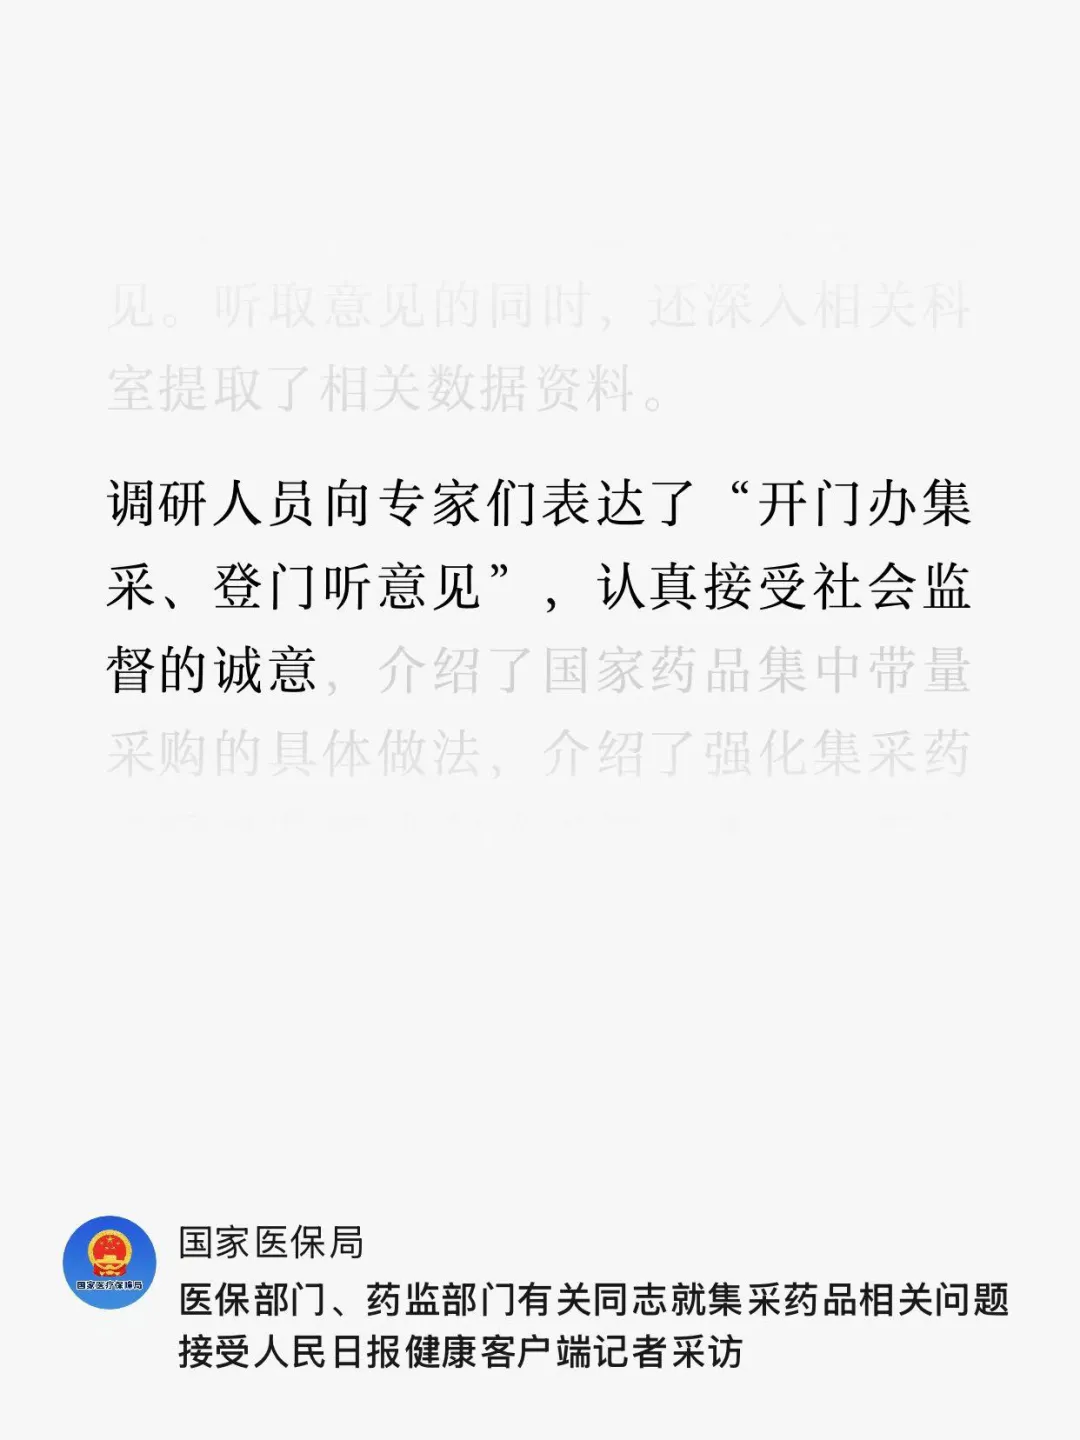 见。听取意见的同时，还深入相关科
室提取了相关数据资料。
调研人员向专家们表达了“开门办集
采、登门听意见”，认真接受社会监
督的诚意，介绍了国家药品集中带量
采购的具体做法，介绍了强化集采药
国家医疗保障局
国家医保局
医保部门、药监部门有关同志就集采药品相关问题
接受人民日报健康客户端记者采访